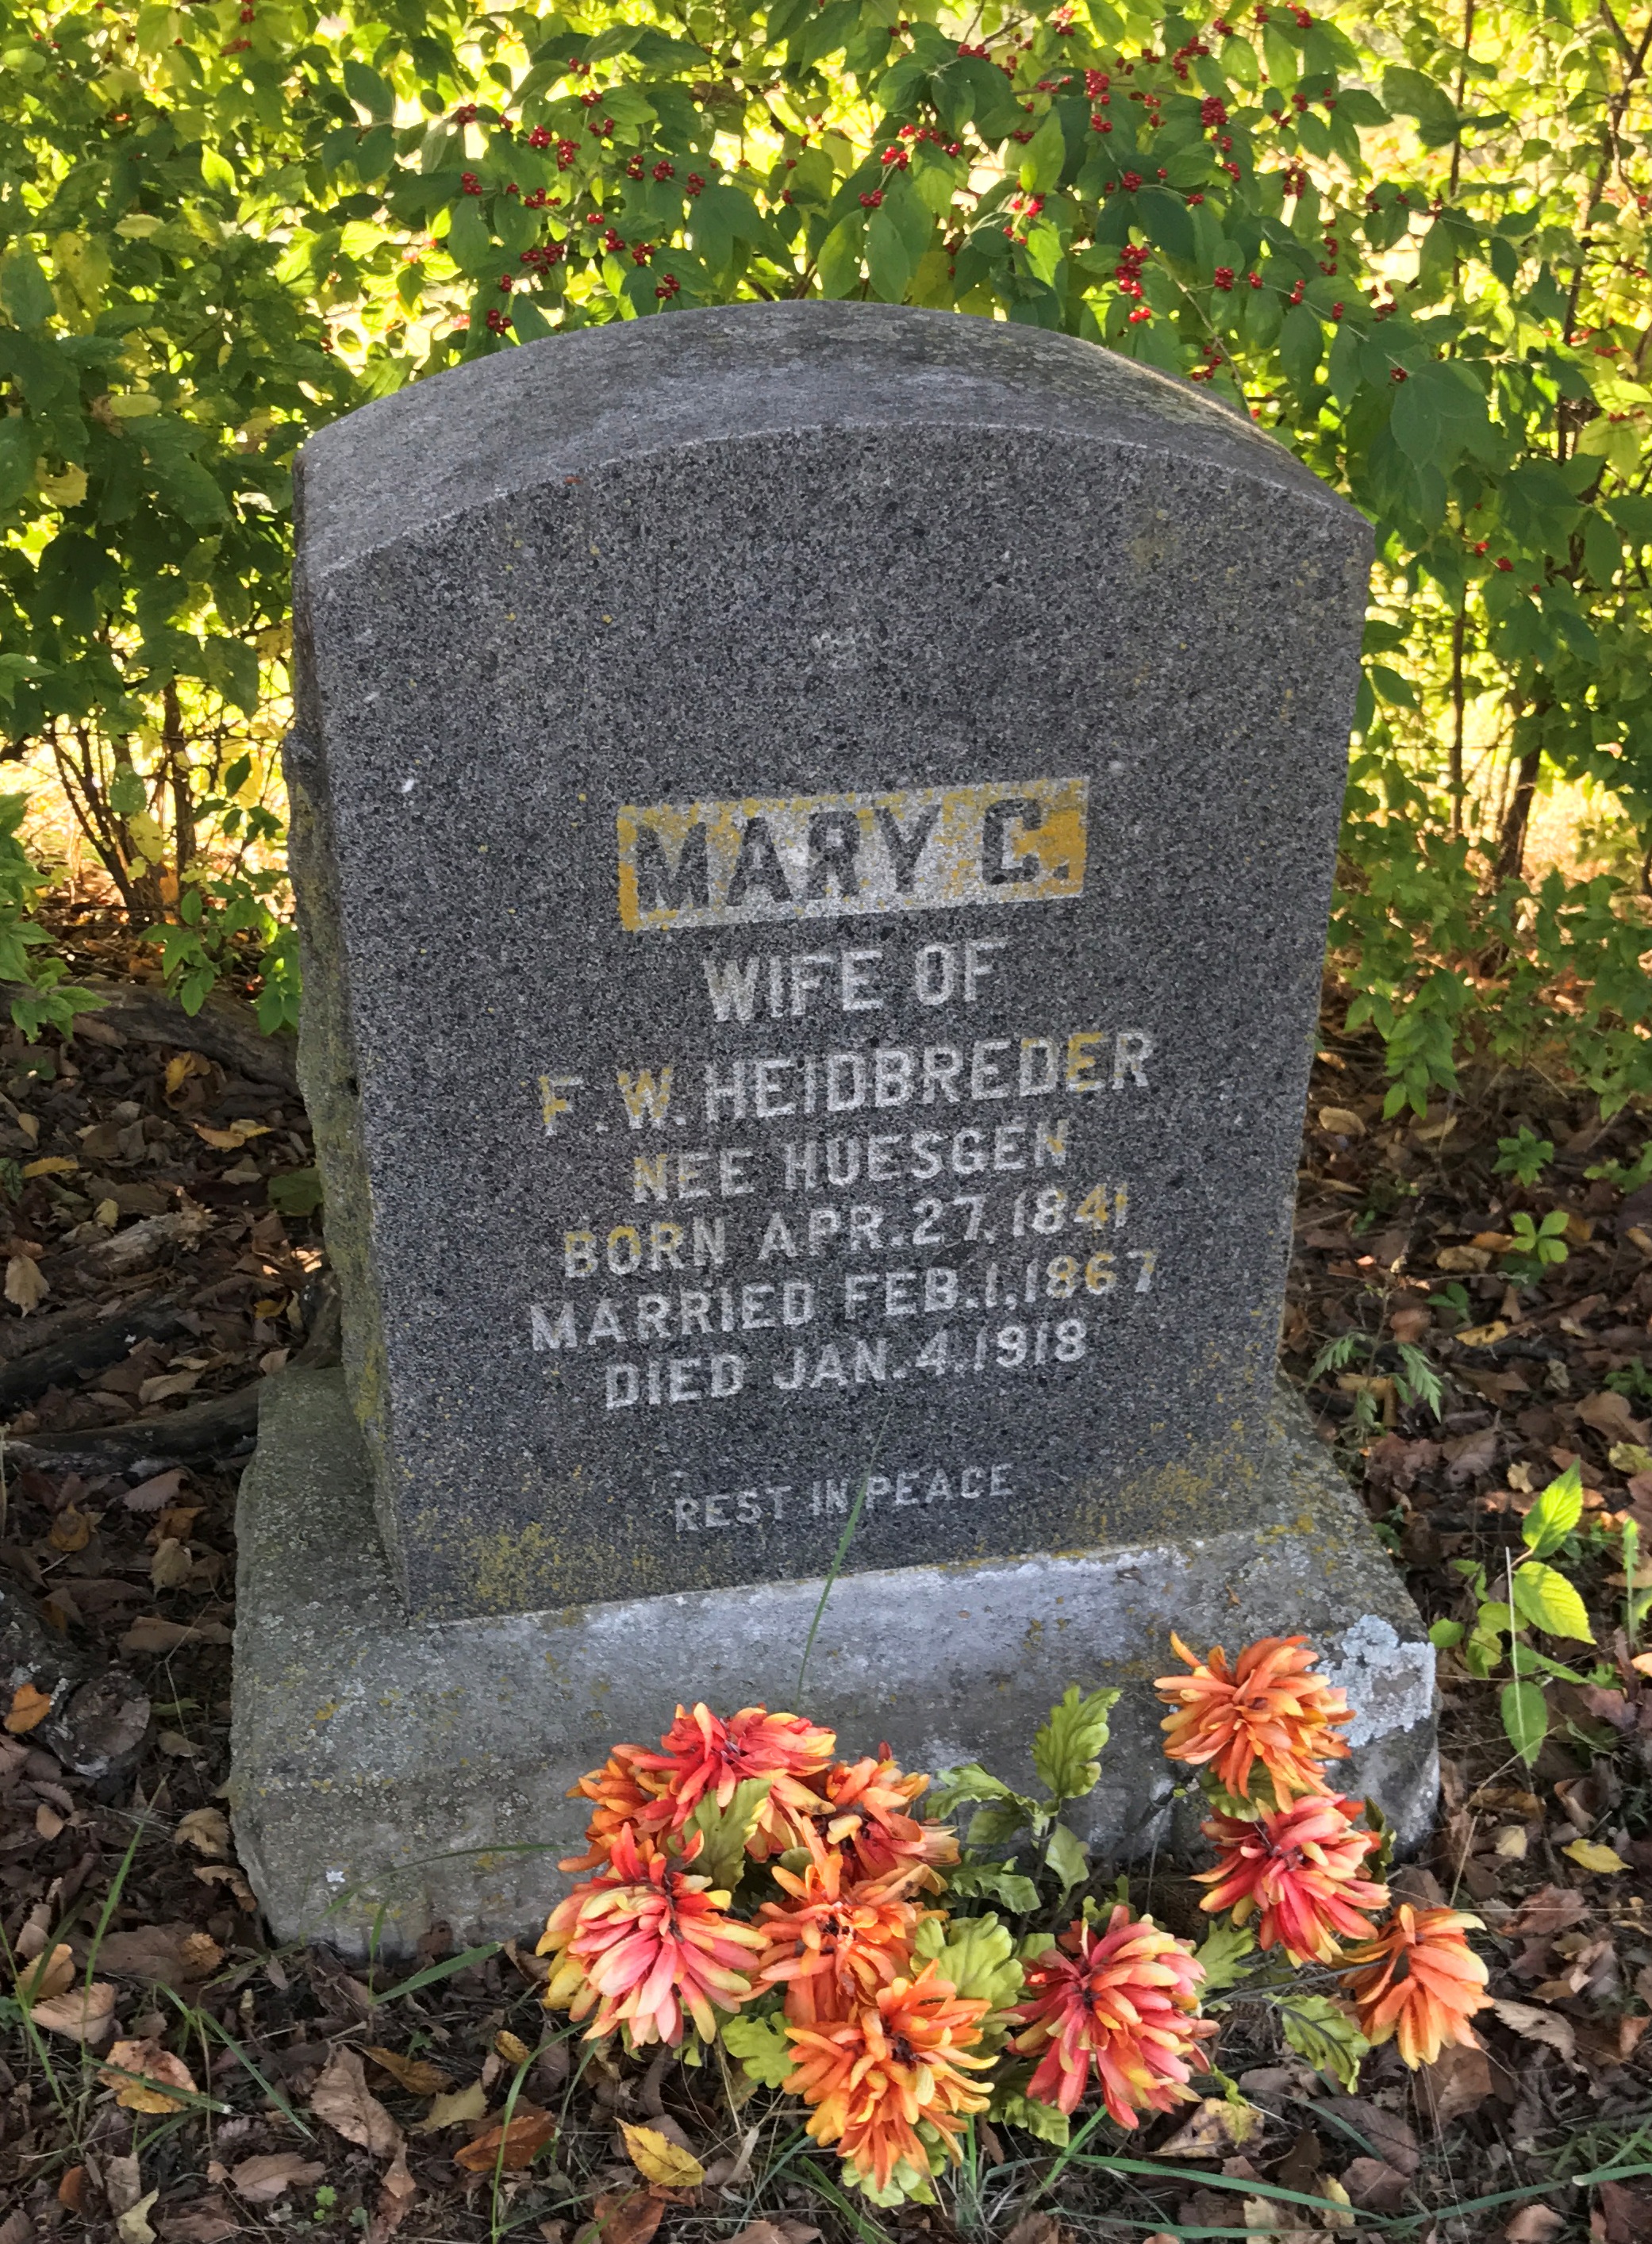 MARY C.
WIFE OF
F. W. HEIDBREDER
NEE HUESGEN
BORN APR. 27, 1841
MARRIED FEB. 1, 1867
DIED JAN. 4, 1918
REST IN PEACE